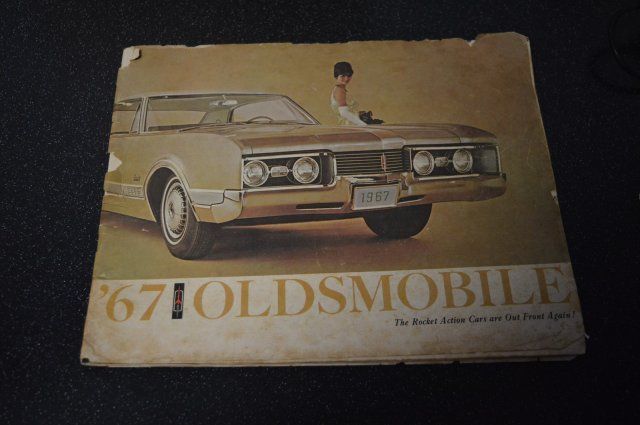 1967
'67 OLDSMOBILE
The Rocket Action Cars are Out Front Again!